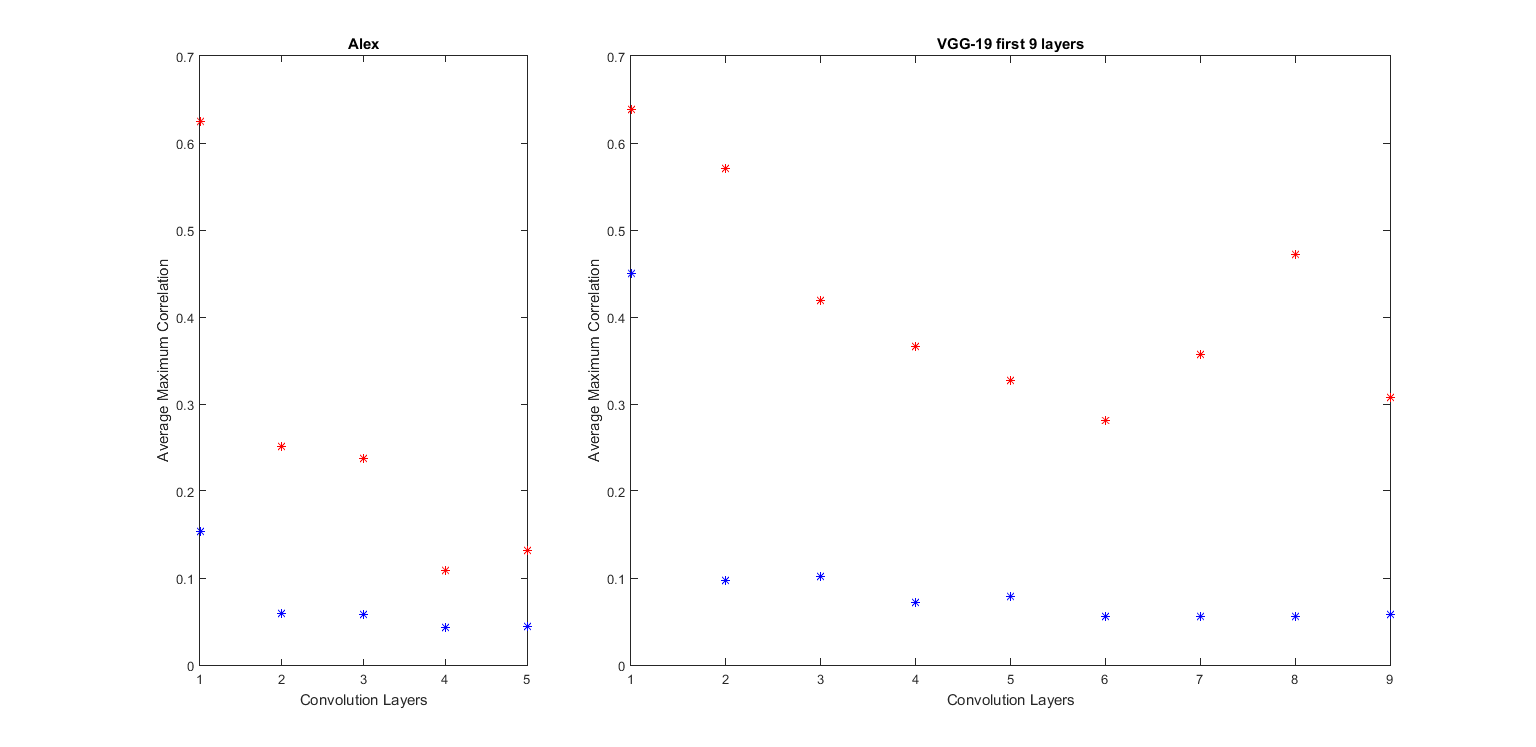 Alex
0.7
0.6
0.5
0.4
0.3
0.2
0.1
0
Average Maximum Correlation
1 2 3 4 5
Convolution Layers
VGG-19 first 9 layers
0.7
0.6
0.5
0.4
0.3
0.2
0.1
0
Average Maximum Correlation
1 2 3 4 5 6 7 8 9
Convolution Layers